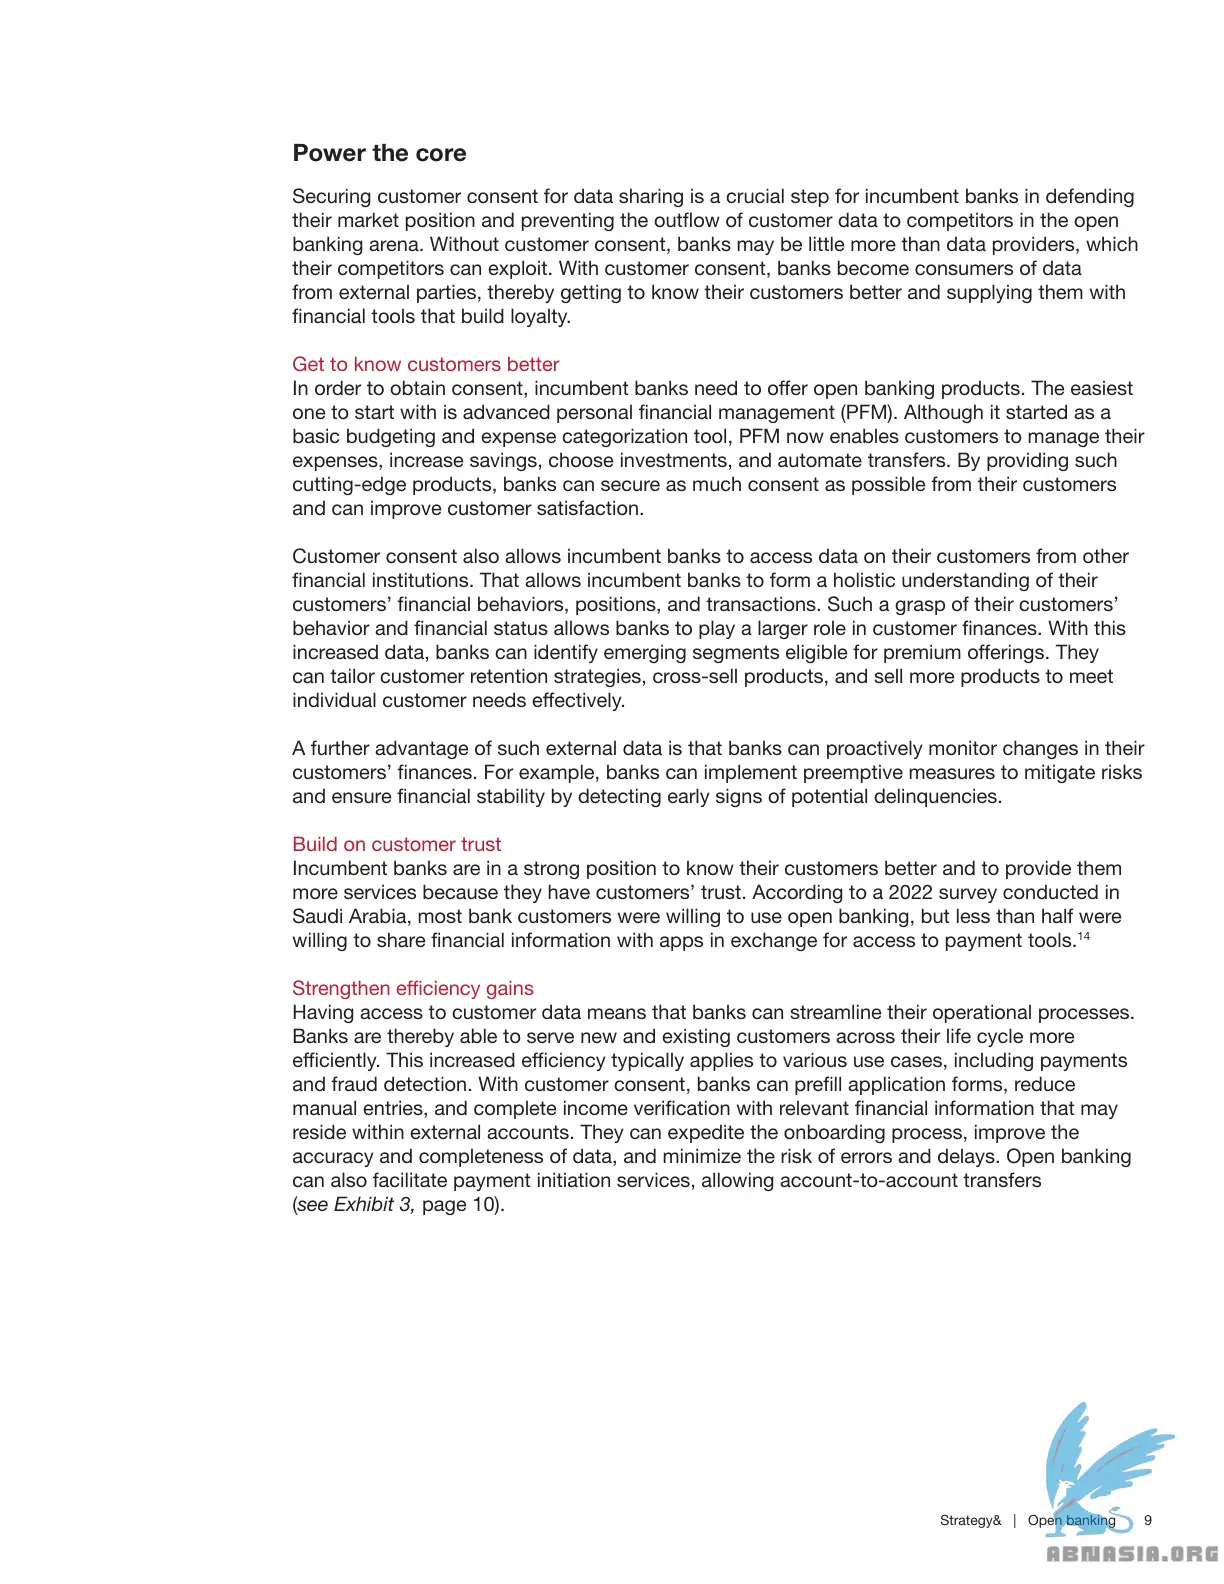 Power the core
Securing customer consent for data sharing is a crucial step for incumbent banks in defending
their market position and preventing the outflow of customer data to competitors in the open
banking arena. Without customer consent, banks may be little more than data providers, which
their competitors can exploit. With customer consent, banks become consumers of data
from external parties, thereby getting to know their customers better and supplying them with
financial tools that build loyalty.
Get to know customers better
In order to obtain consent, incumbent banks need to offer open banking products. The easiest
one to start with is advanced personal financial management (PFM). Although it started as a
basic budgeting and expense categorization tool, PFM now enables customers to manage their
expenses, increase savings, choose investments, and automate transfers. By providing such
cutting-edge products, banks can secure as much consent as possible from their customers
and can improve customer satisfaction.
Customer consent also allows incumbent banks to access data on their customers from other
financial institutions. That allows incumbent banks to form a holistic understanding of their
customers’ financial behaviors, positions, and transactions. Such a grasp of their customers’
behavior and financial status allows banks to play a larger role in customer finances. With this
increased data, banks can identify emerging segments eligible for premium offerings. They
can tailor customer retention strategies, cross-sell products, and sell more products to meet
individual customer needs effectively.
A further advantage of such external data is that banks can proactively monitor changes in their
customers’ finances. For example, banks can implement preemptive measures to mitigate risks
and ensure financial stability by detecting early signs of potential delinquencies.
Build on customer trust
Incumbent banks are in a strong position to know their customers better and to provide them
more services because they have customers’ trust. According to a 2022 survey conducted in
Saudi Arabia, most bank customers were willing to use open banking, but less than half were
willing to share financial information with apps in exchange for access to payment tools.14
Strengthen efficiency gains
Having access to customer data means that banks can streamline their operational processes.
Banks are thereby able to serve new and existing customers across their life cycle more
efficiently. This increased efficiency typically applies to various use cases, including payments
and fraud detection. With customer consent, banks can prefill application forms, reduce
manual entries, and complete income verification with relevant financial information that may
reside within external accounts. They can expedite the onboarding process, improve the
accuracy and completeness of data, and minimize the risk of errors and delays. Open banking
can also facilitate payment initiation services, allowing account-to-account transfers
(see Exhibit 3, page 10).
Strategy& | Open banking 9
ABNASIA.ORG